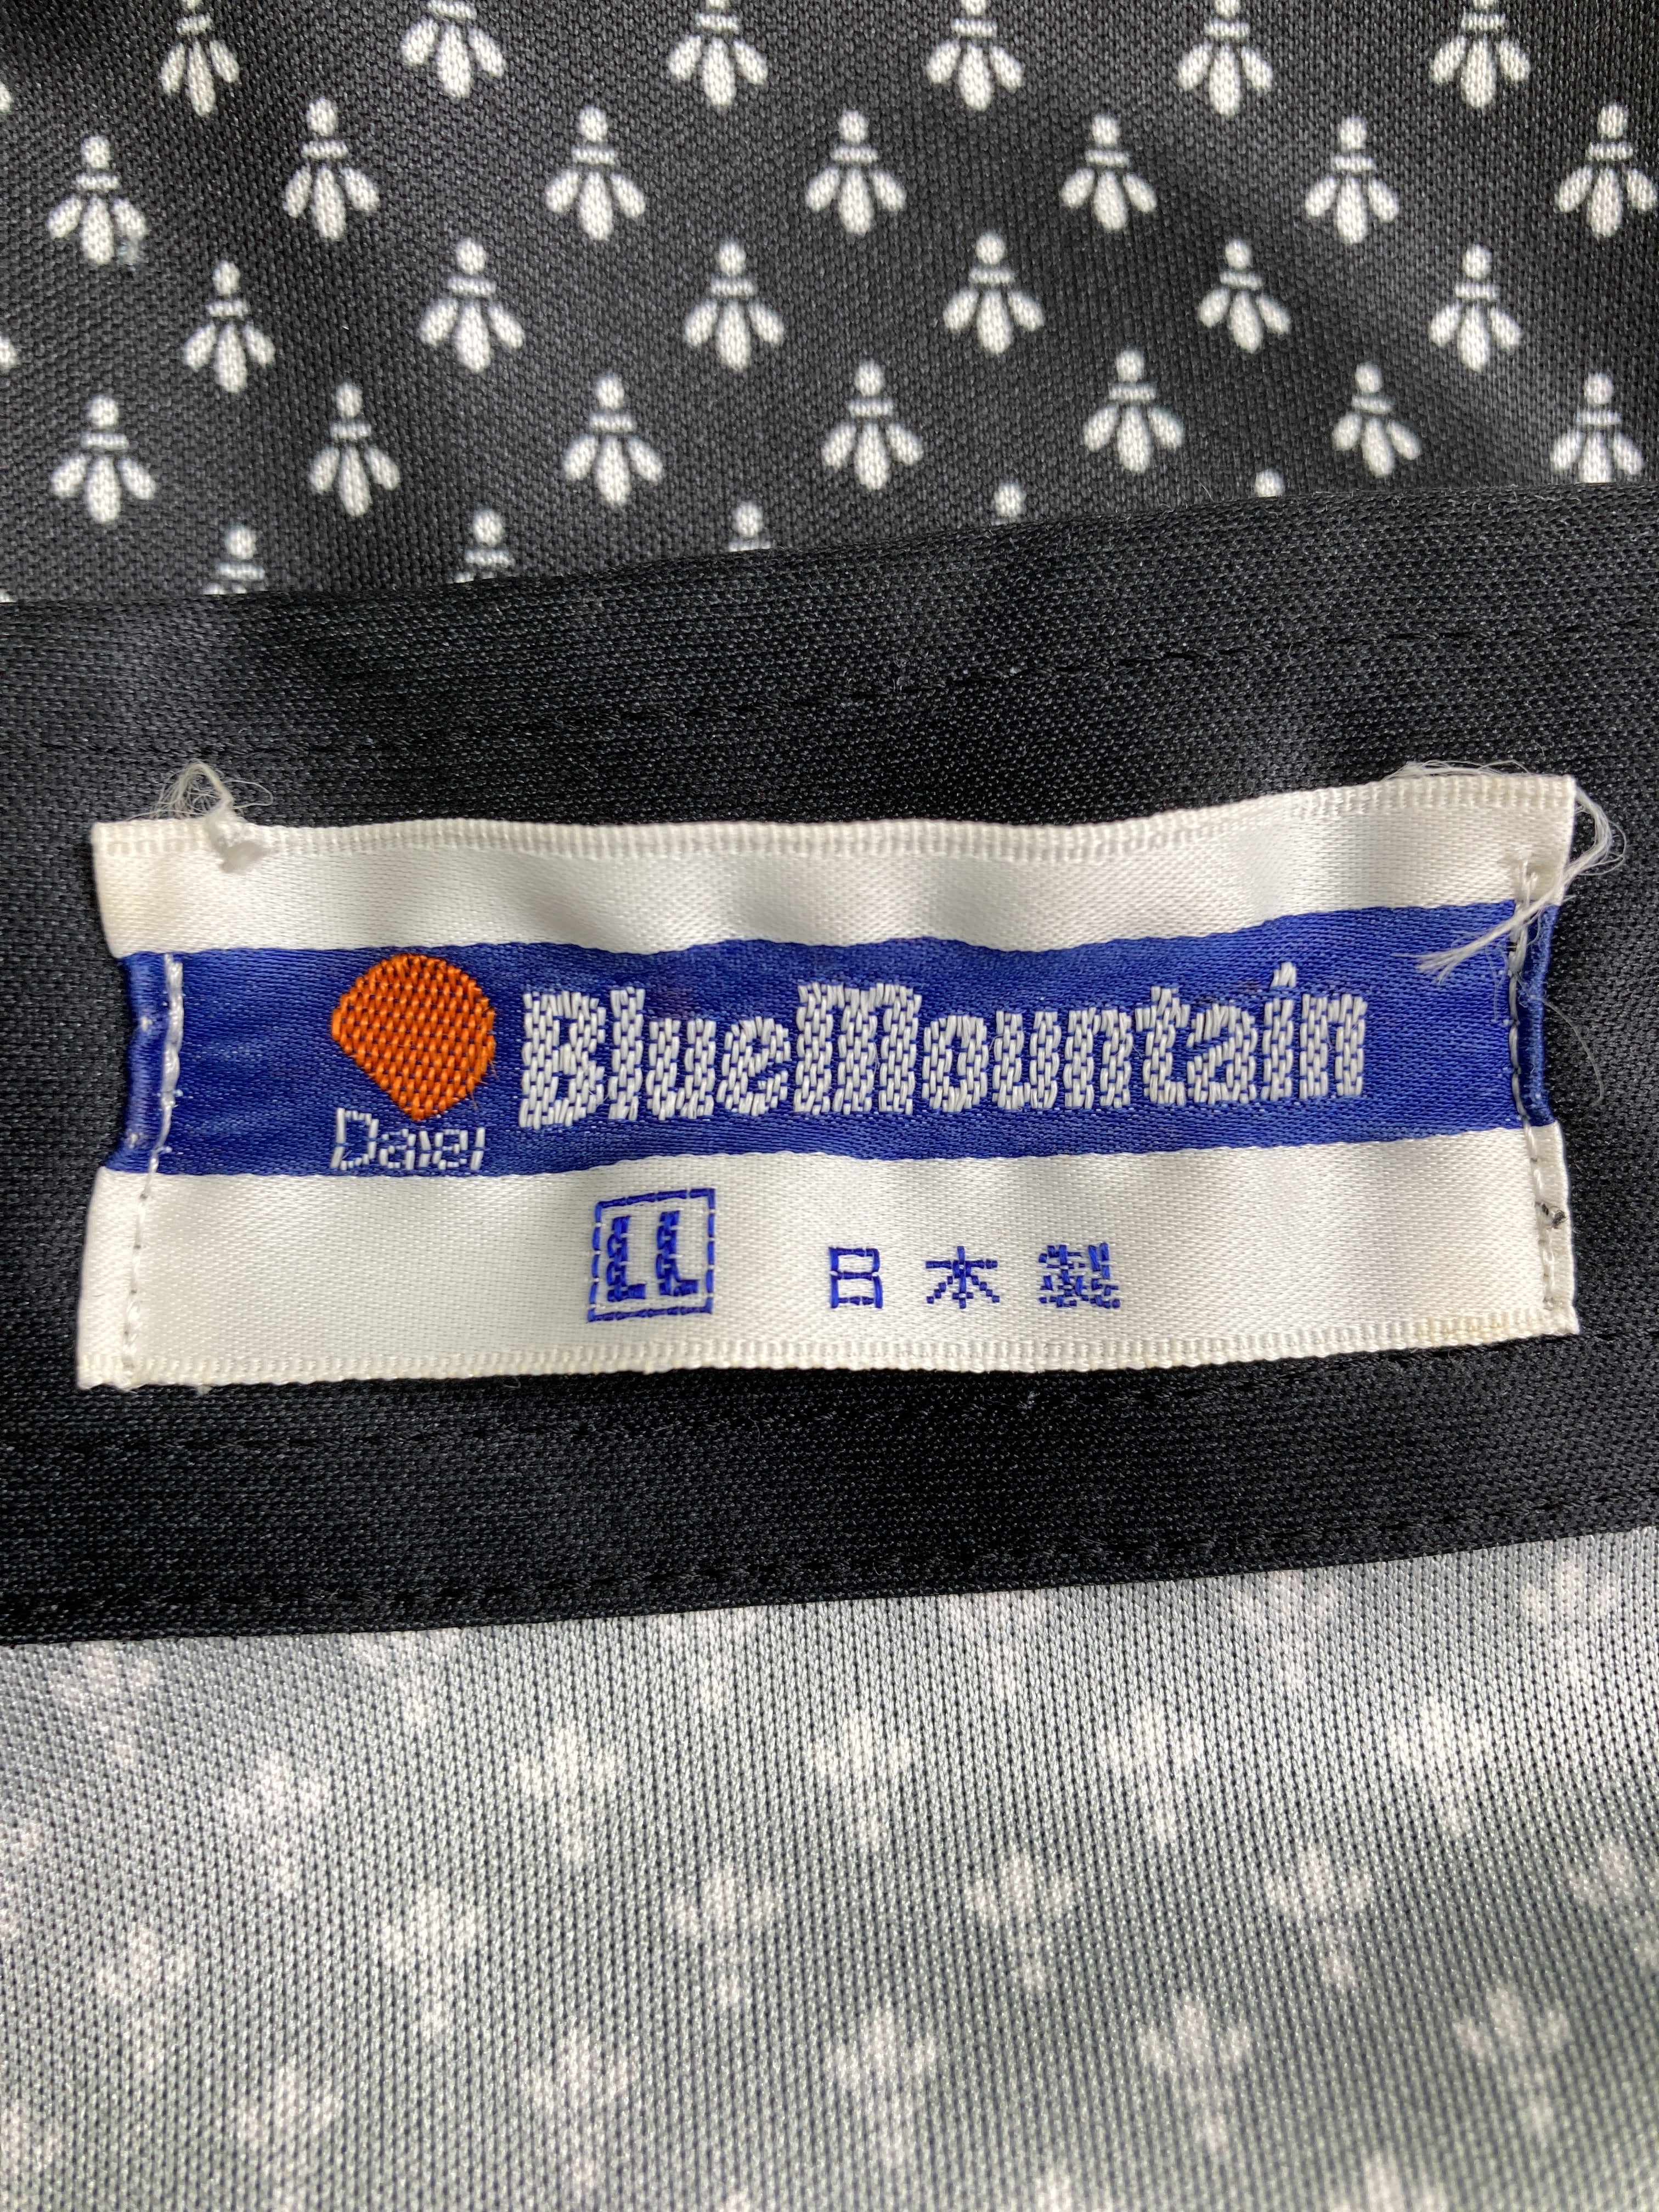 BlueMountain
Daiei
LL 日本製